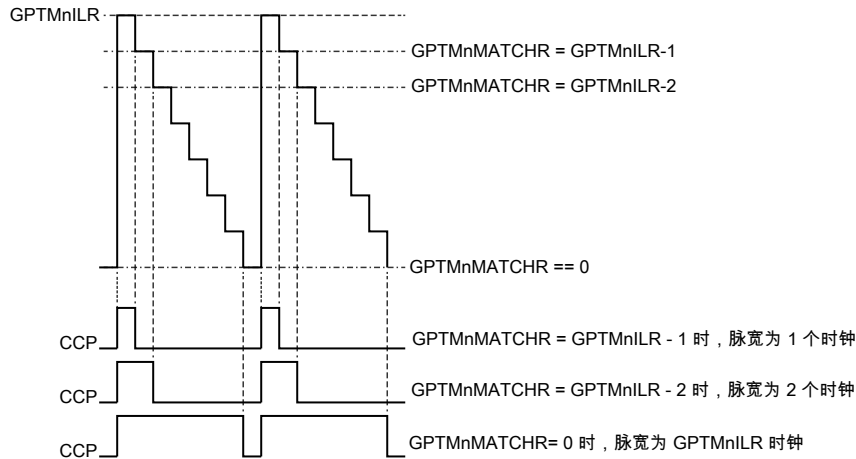 GPTMnILR
GPTMnMATCHR = GPTMnILR-1
GPTMnMATCHR = GPTMnILR-2
GPTMnMATCHR == 0
CCP
GPTMnMATCHR = GPTMnILR - 1 时，脉宽为 1 个时钟
CCP
GPTMnMATCHR = GPTMnILR - 2 时，脉宽为 2 个时钟
CCP
GPTMnMATCHR= 0 时，脉宽为 GPTMnILR 时钟